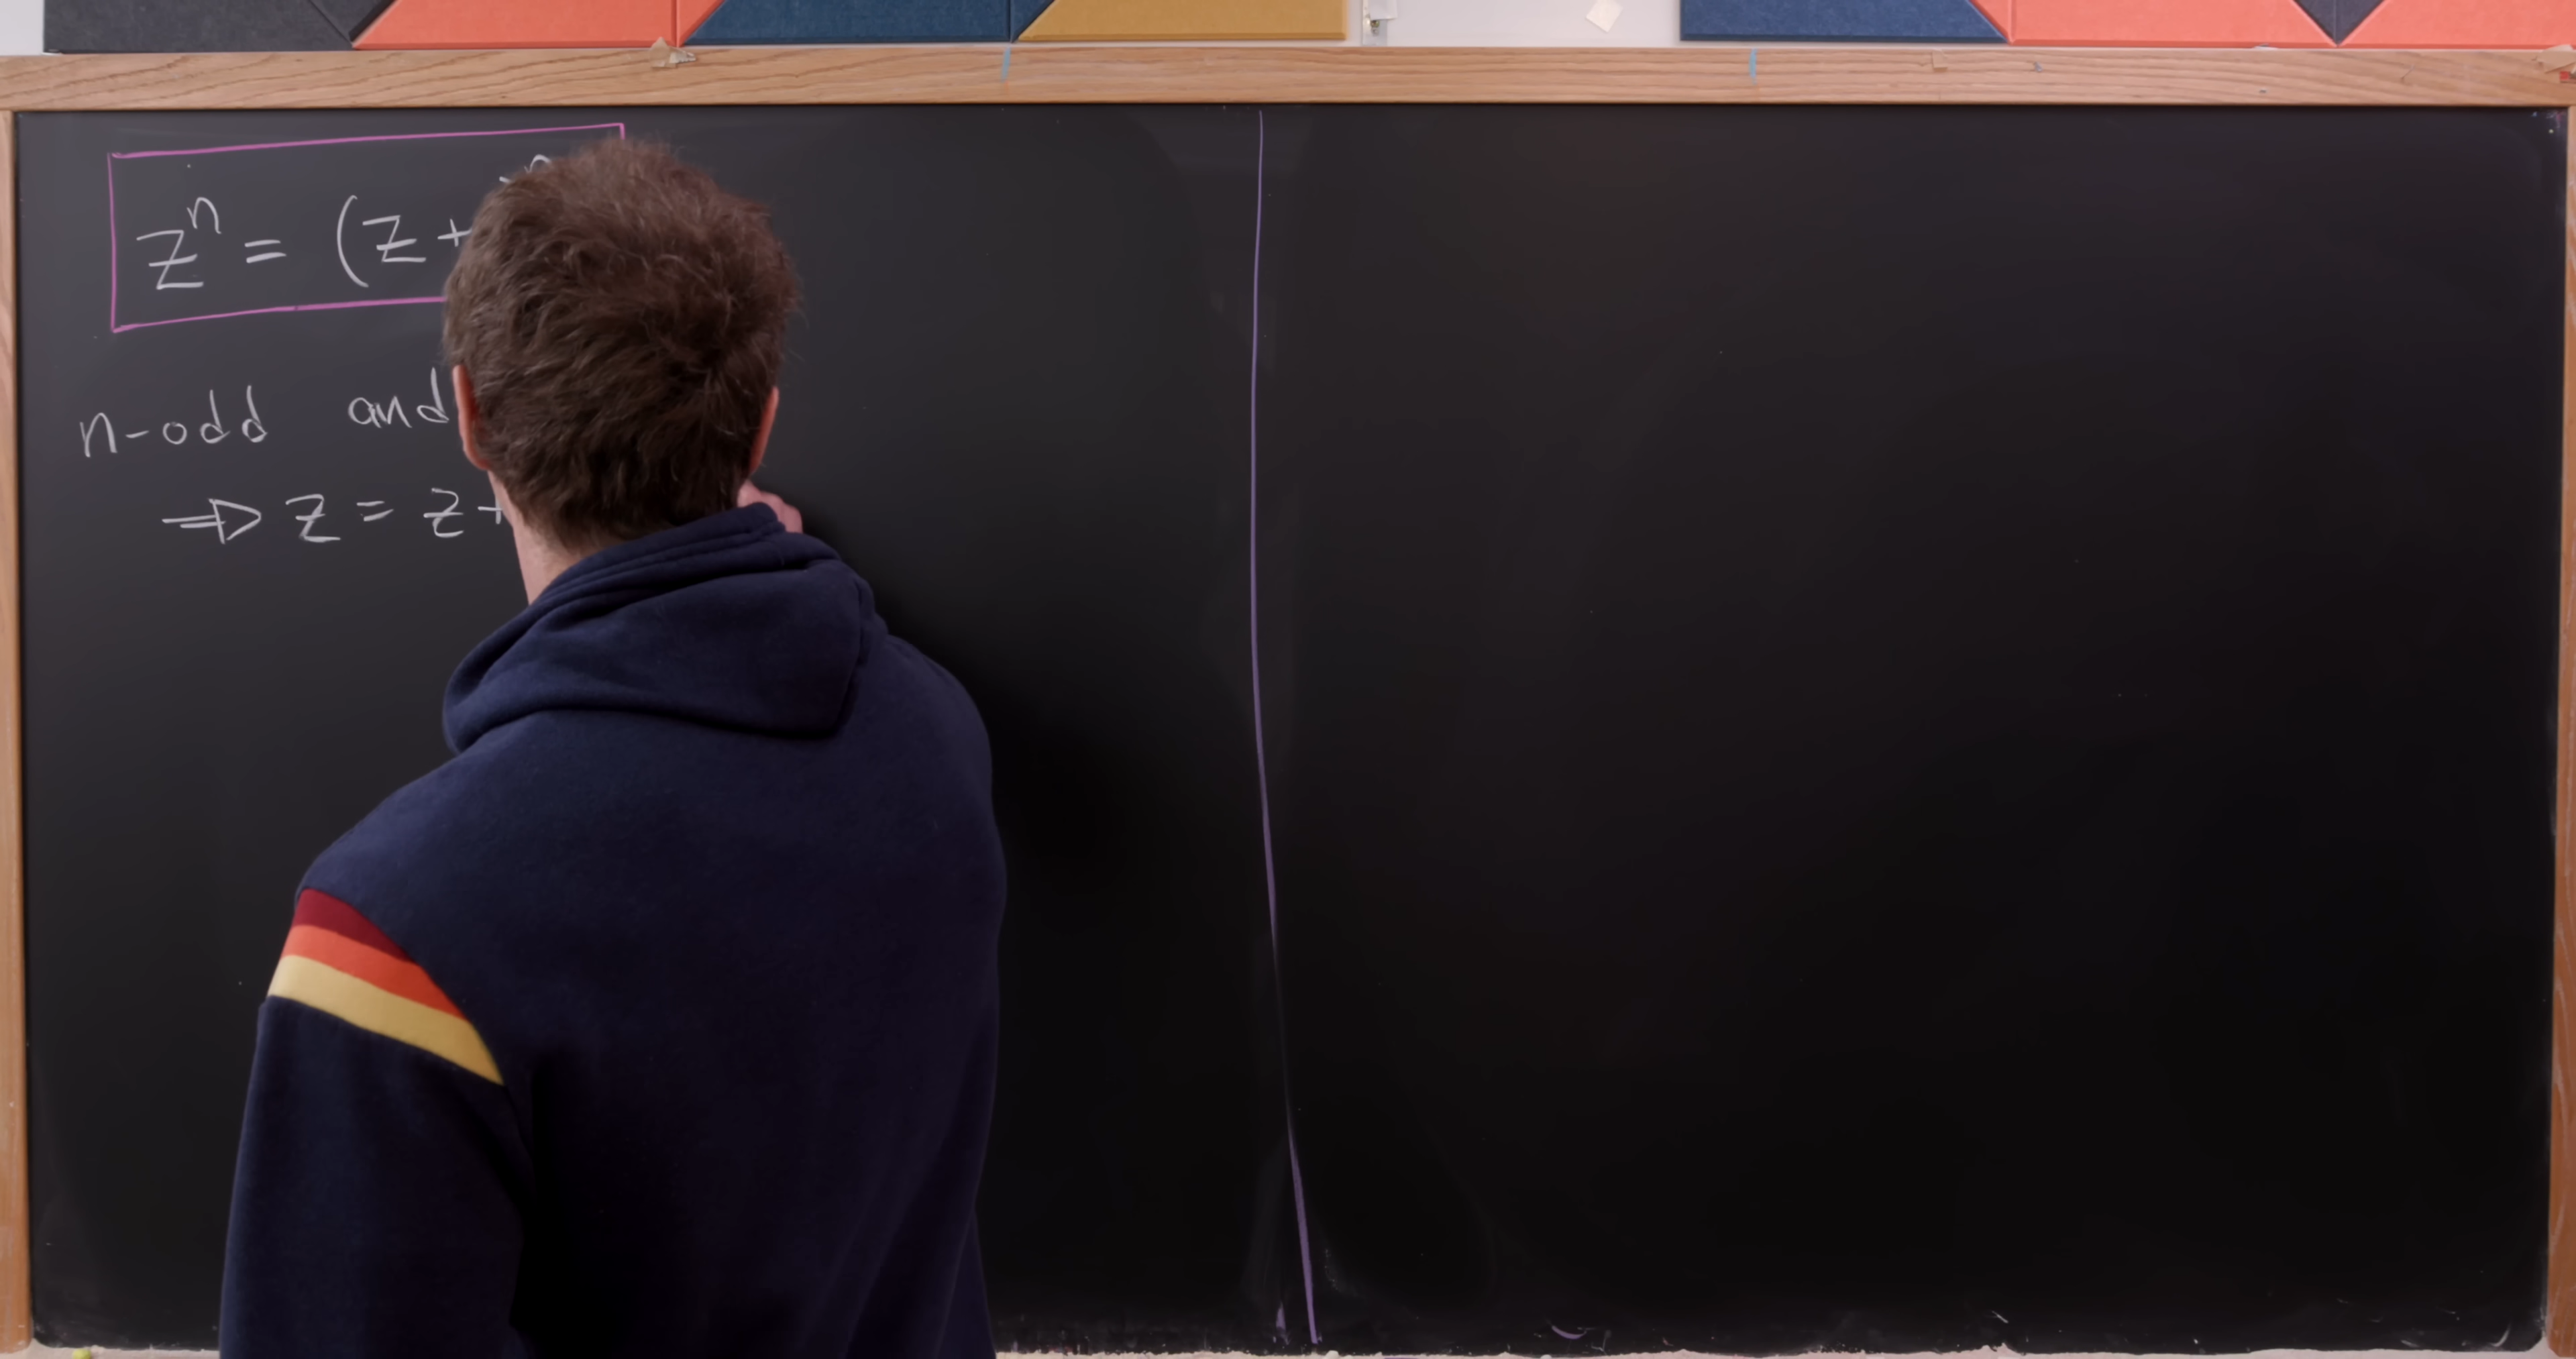 zⁿ = (z+ n
n-odd and
⇒ z = z+